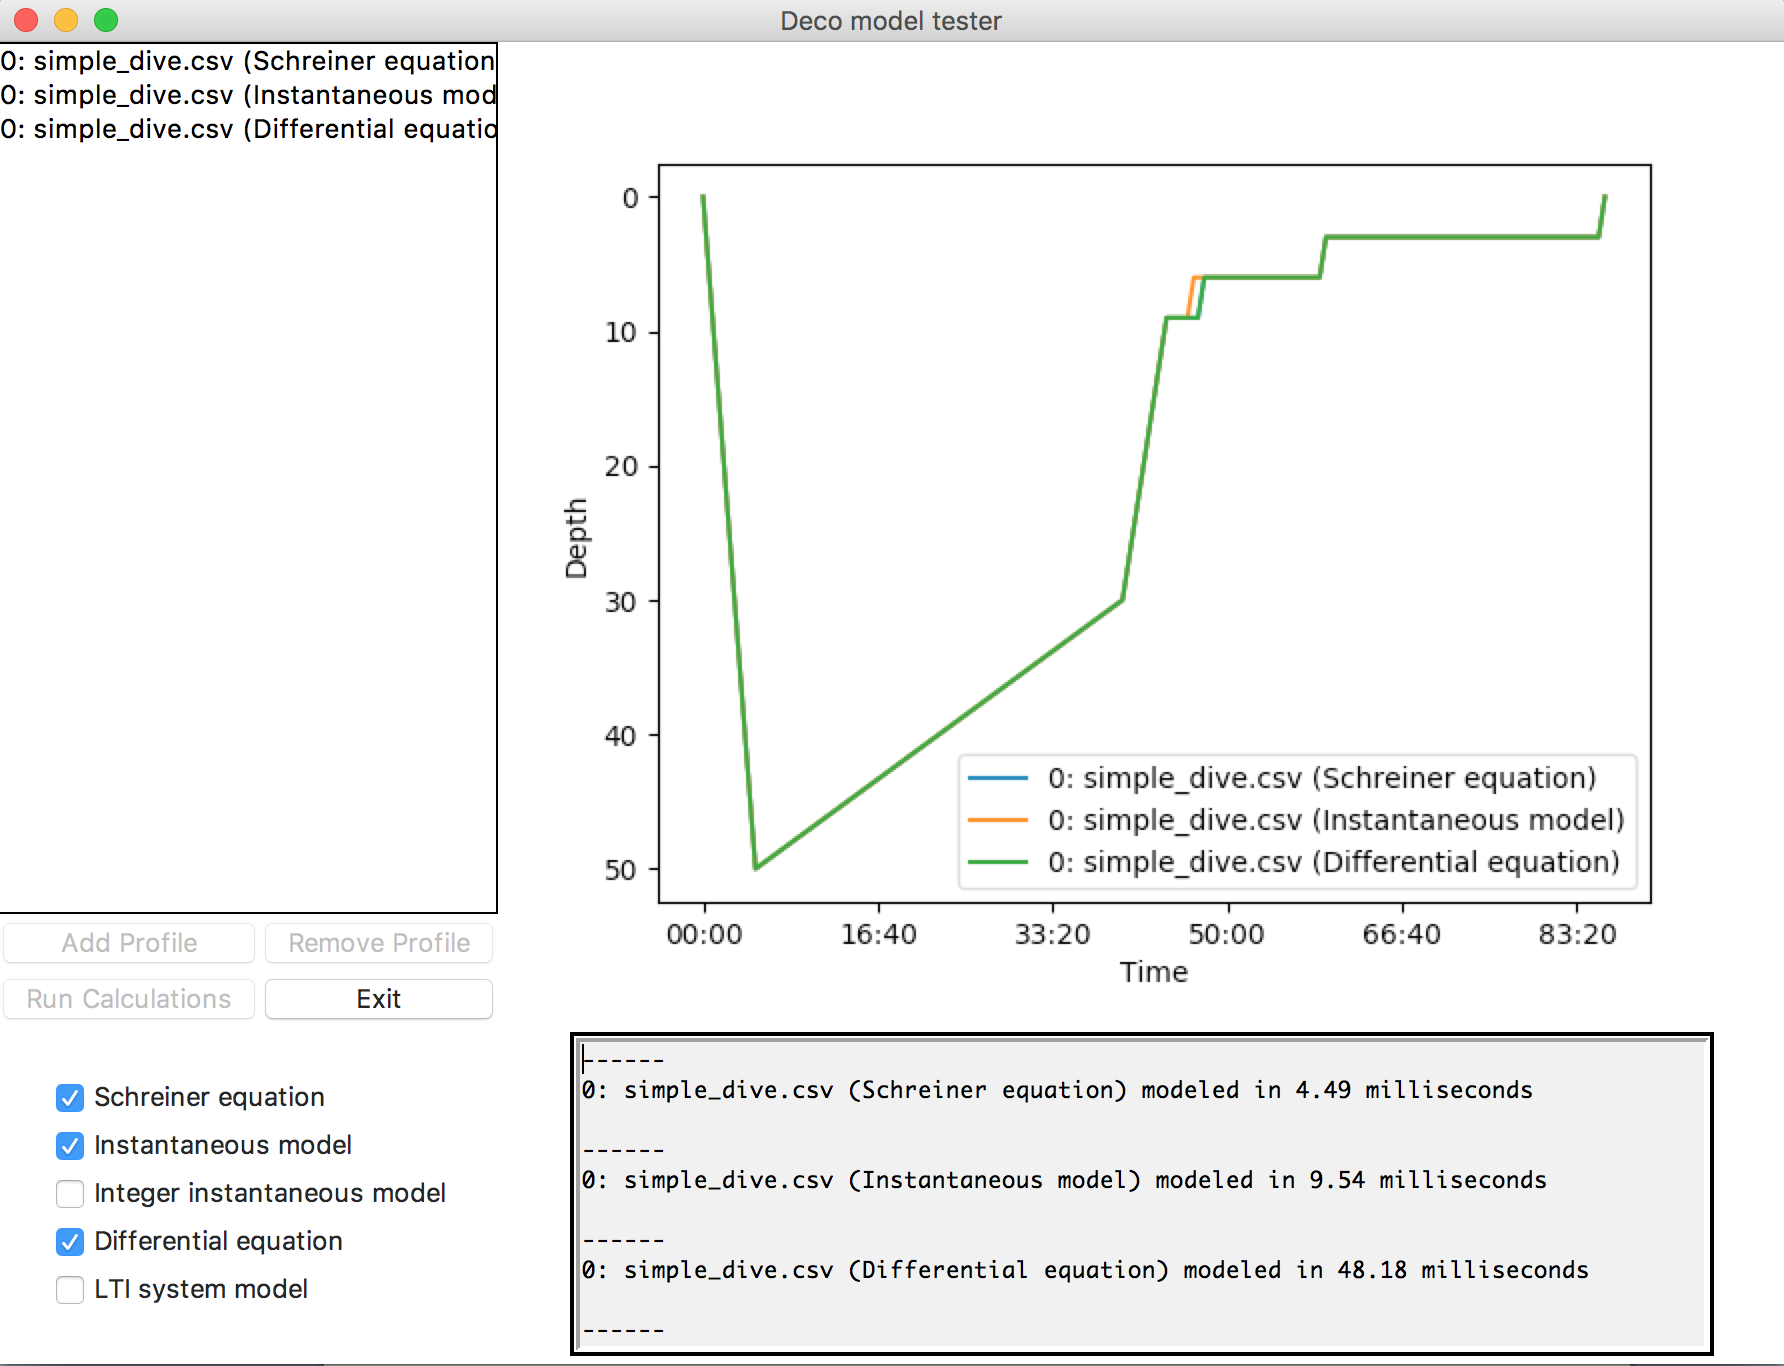 Deco model tester
0: simple_dive.csv (Schreiner equation
0: simple_dive.csv (Instantaneous mod
0: simple_dive.csv (Differential equatio
0
10
20
30
40
50
Depth
0: simple_dive.csv (Schreiner equation)
0: simple_dive.csv (Instantaneous model)
0: simple_dive.csv (Differential equation)
00:00 16:40 33:20 50:00 66:40 83:20
Time
Add Profile Remove Profile
Run Calculations Exit
Schreiner equation
Instantaneous model
Integer instantaneous model
Differential equation
LTI system model
------
0: simple_dive.csv (Schreiner equation) modeled in 4.49 milliseconds
------
0: simple_dive.csv (Instantaneous model) modeled in 9.54 milliseconds
------
0: simple_dive.csv (Differential equation) modeled in 48.18 milliseconds
------